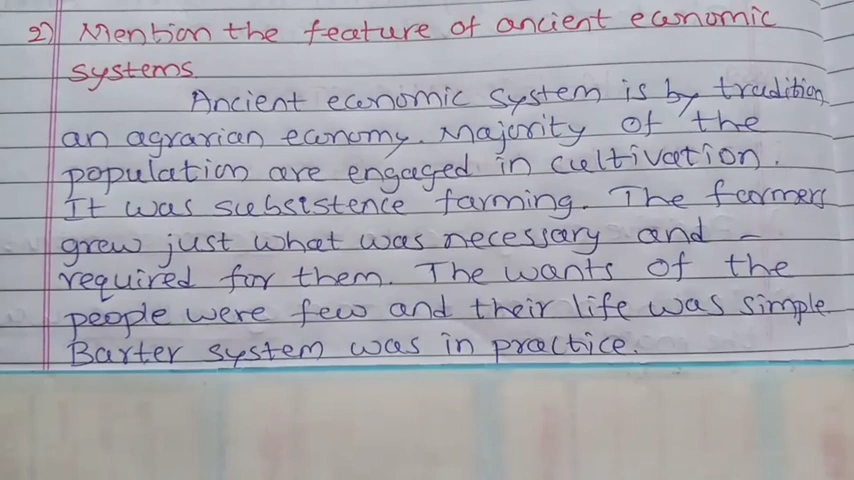 2) Mention the feature of ancient economic
systems.
Ancient economic system is by tradition
an agrarian economy. Majority of the
population are engaged in cultivation.
It was subsistence farming. The farmers
grew just what was necessary and -
required for them. The wants of the
people were few and their life was simple
Barter system was in practice.